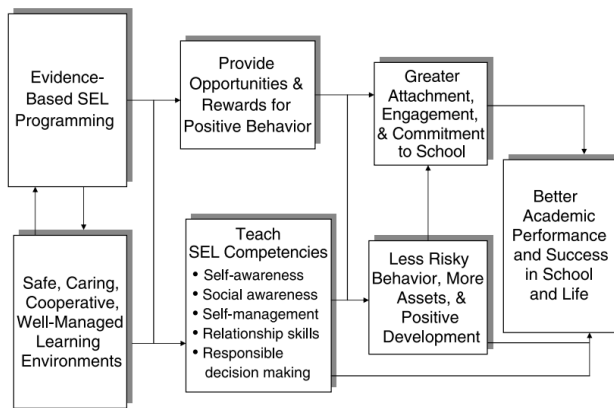 Evidence-
Based SEL
Programming
Provide
Opportunities &
Rewards for
Positive Behavior
Greater
Attachment,
Engagement,
& Commitment
to School
Better
Academic
Performance
and Success
in School
and Life
Safe, Caring,
Cooperative,
Well-Managed
Learning
Environments
Teach
SEL Competencies
• Self-awareness
• Social awareness
• Self-management
• Relationship skills
• Responsible
decision making
Less Risky
Behavior, More
Assets, &
Positive
Development